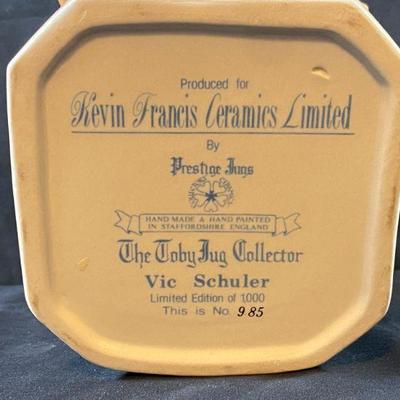 Produced for
Kevin Francis Ceramics Limited
By
Prestige Jugs
HAND MADE & HAND PAINTED
IN STAFFORDSHIRE ENGLAND
The Toby Jug Collector
Vic Schuler
Limited Edition of 1,000
This is No. 985